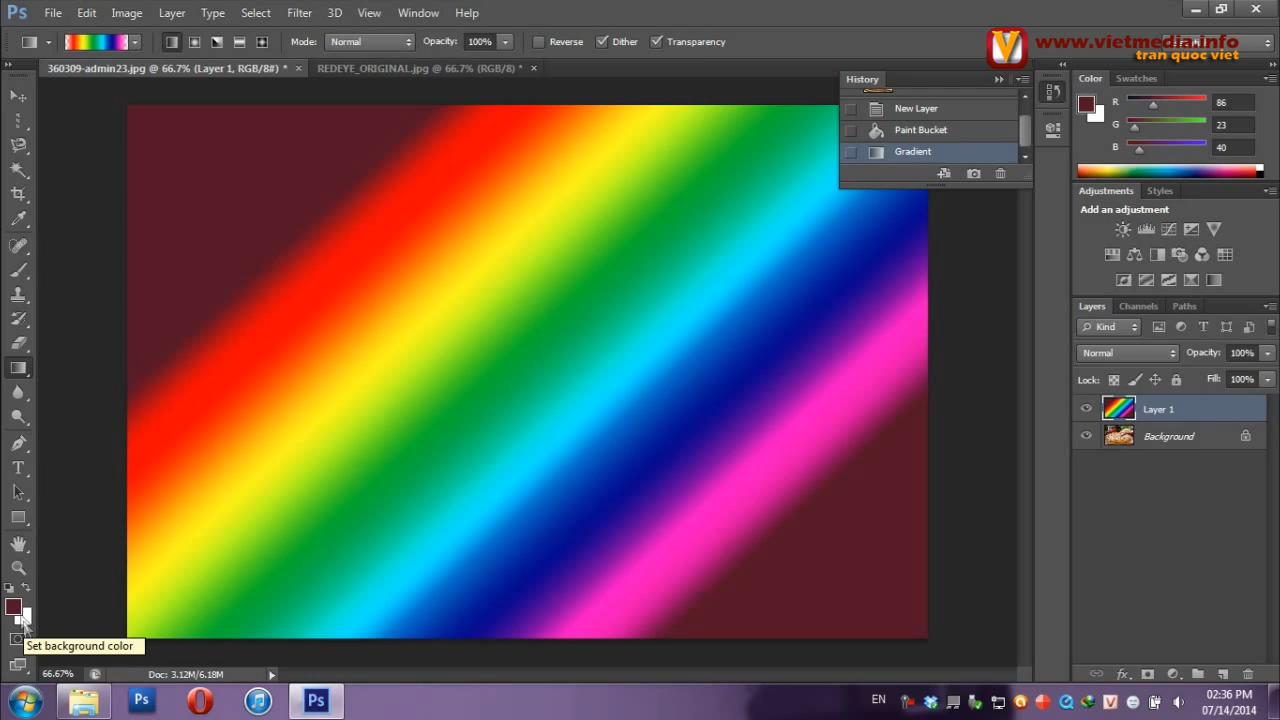 Ps File Edit Image Layer Type Select Filter 3D View Window Help
Mode: Normal Opacity: 100% Reverse Dither Transparency
www.vietmedia.info
tran quoc viet
360309-admin23.jpg @ 66.7% (Layer 1, RGB/8#) * × REDEYE_ORIGINAL.jpg @ 66.7% (RGB/8) * ×
History
New Layer
Paint Bucket
Gradient
Color Swatches
R 86
G 23
B 40
Adjustments Styles
Add an adjustment
Layers Channels Paths
Kind
Normal Opacity: 100%
Lock: Fill: 100%
Layer 1
Background
Set background color
66.67% Doc: 3.12M/6.18M
Ps Ps
EN
02:36 PM
07/14/2014